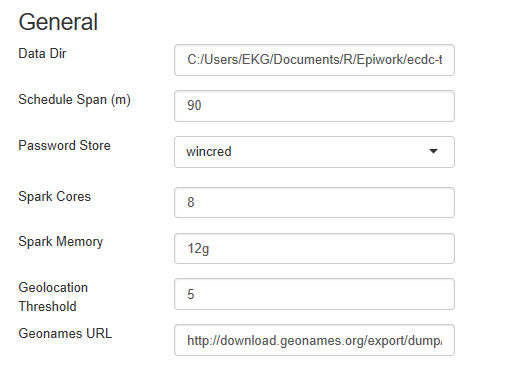 General
Data Dir
C:/Users/EKG/Documents/R/Epiwork/ecdc-t
Schedule Span (m)
90
Password Store
wincred
Spark Cores
8
Spark Memory
12g
Geolocation
Threshold
5
Geonames URL
http://download.geonames.org/export/dump/